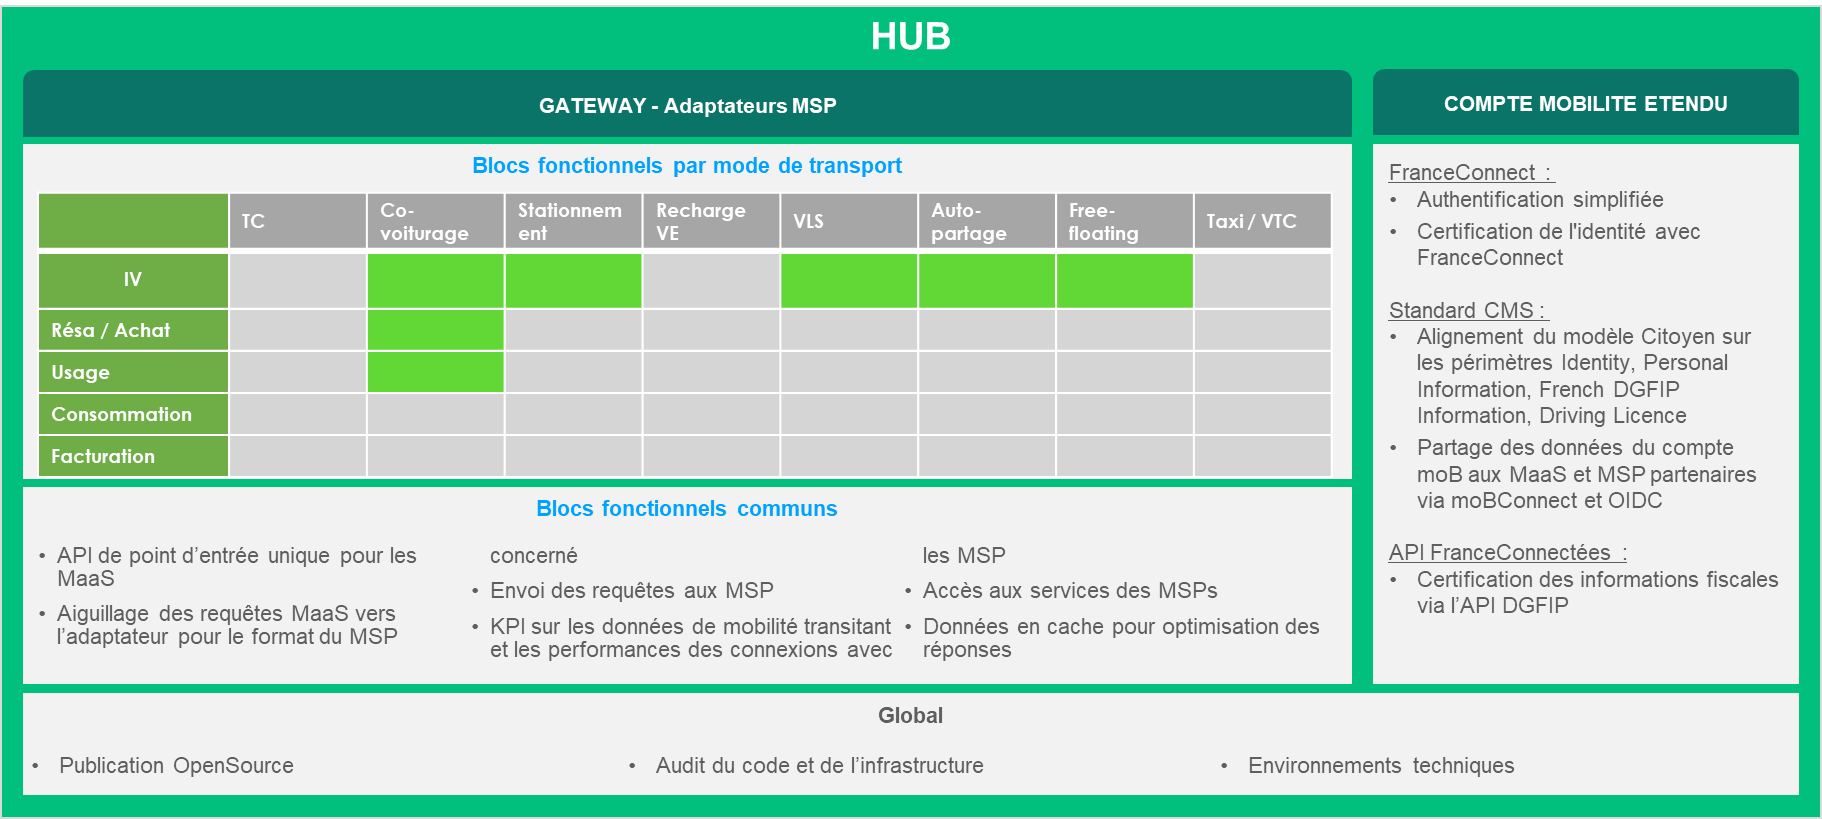 HUB
GATEWAY - Adaptateurs MSP
Blocs fonctionnels par mode de transport
TC
Co-
voiturage
Stationnem
ent
Recharge
VE
VLS
Auto-
partage
Free-
floating
Taxi / VTC
IV
Résa / Achat
Usage
Consommation
Facturation
Blocs fonctionnels communs
• API de point d’entrée unique pour les
MaaS
• Aiguillage des requêtes MaaS vers
l’adaptateur pour le format du MSP
concerné
• Envoi des requêtes aux MSP
• KPI sur les données de mobilité transitant
et les performances des connexions avec
les MSP
• Accès aux services des MSPs
• Données en cache pour optimisation des
réponses
COMPTE MOBILITE ETENDU
FranceConnect :
• Authentification simplifiée
• Certification de l'identité avec
FranceConnect
Standard CMS :
• Alignement du modèle Citoyen sur
les périmètres Identity, Personal
Information, French DGFIP
Information, Driving Licence
• Partage des données du compte
moB aux MaaS et MSP partenaires
via moBConnect et OIDC
API FranceConnectées :
• Certification des informations fiscales
via l’API DGFIP
Global
• Publication OpenSource
• Audit du code et de l’infrastructure
• Environnements techniques